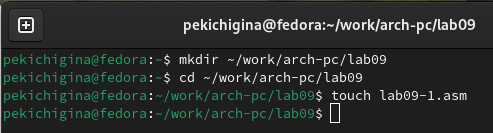 pekichigina@fedora:~/work/arch-pc/lab09
pekichigina@fedora:~$ mkdir ~/work/arch-pc/lab09
pekichigina@fedora:~$ cd ~/work/arch-pc/lab09
pekichigina@fedora:~/work/arch-pc/lab09$ touch lab09-1.asm
pekichigina@fedora:~/work/arch-pc/lab09$